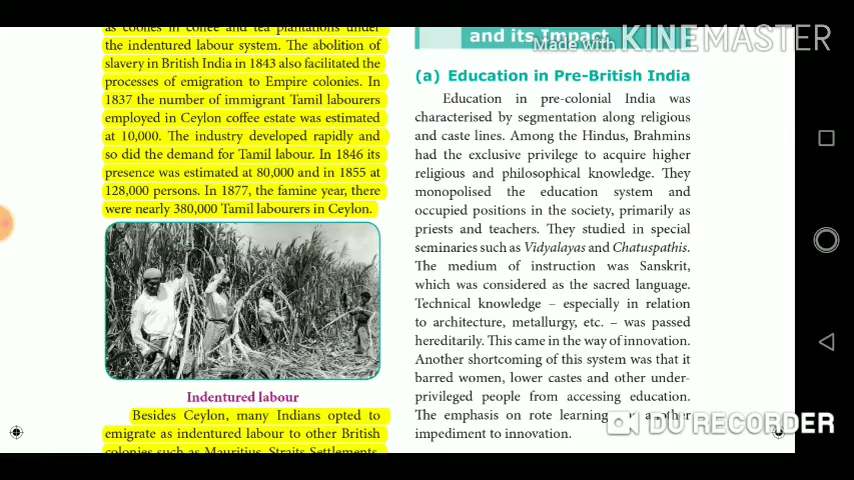 as coolies in coffee and tea plantations under
the indentured labour system. The abolition of
slavery in British India in 1843 also facilitated the
processes of emigration to Empire colonies. In
1837 the number of immigrant Tamil labourers
employed in Ceylon coffee estate was estimated
at 10,000. The industry developed rapidly and
so did the demand for Tamil labour. In 1846 its
presence was estimated at 80,000 and in 1855 at
128,000 persons. In 1877, the famine year, there
were nearly 380,000 Tamil labourers in Ceylon.
Indentured labour
Besides Ceylon, many Indians opted to
emigrate as indentured labour to other British
colonies such as Mauritius, Straits Settlements,
and its Impact
Made with KINEMASTER
(a) Education in Pre-British India
Education in pre-colonial India was
characterised by segmentation along religious
and caste lines. Among the Hindus, Brahmins
had the exclusive privilege to acquire higher
religious and philosophical knowledge. They
monopolised the education system and
occupied positions in the society, primarily as
priests and teachers. They studied in special
seminaries such as Vidyalayas and Chatuspathis.
The medium of instruction was Sanskrit,
which was considered as the sacred language.
Technical knowledge – especially in relation
to architecture, metallurgy, etc. – was passed
hereditarily. This came in the way of innovation.
Another shortcoming of this system was that it
barred women, lower castes and other under-
privileged people from accessing education.
The emphasis on rote learning another
impediment to innovation.
DU RECORDER